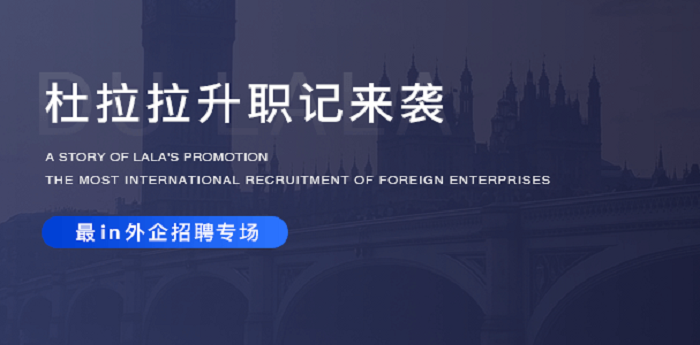 DU LALA
杜拉拉升职记来袭
A STORY OF LALA'S PROMOTION
THE MOST INTERNATIONAL RECRUITMENT OF FOREIGN ENTERPRISES
最in外企招聘专场